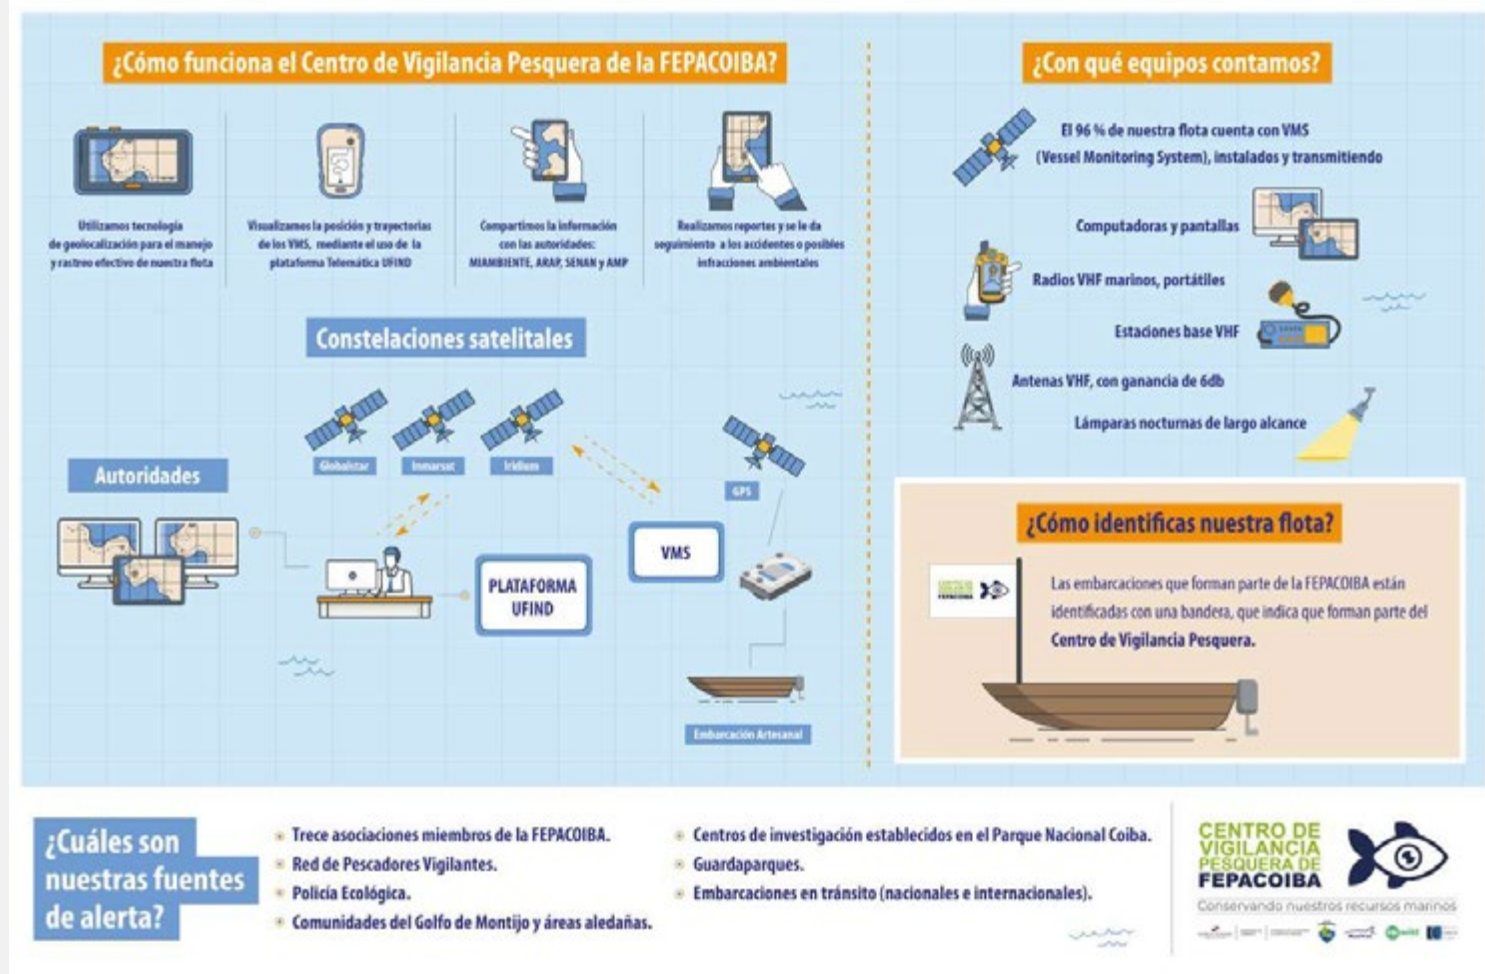 ¿Cómo funciona el Centro de Vigilancia Pesquera de la FEPACOIBA?
Utilizamos tecnología
de geolocalización para el manejo
y rastreo efectivo de nuestra flota
Visualizamos la posición y trayectorias
de los VMS, mediante el uso de la
plataforma Telemática UFIND
Compartimos la información
con las autoridades:
MIAMBIENTE, ARAP, SENAN y AMP
Realizamos reportes y se le da
seguimiento a los accidentes o posibles
infracciones ambientales
Constelaciones satelitales
Globalstar
Inmarsat
Iridium
GPS
Autoridades
VMS
PLATAFORMA
UFIND
Embarcación Artesanal
¿Con qué equipos contamos?
El 96 % de nuestra flota cuenta con VMS
(Vessel Monitoring System), instalados y transmitiendo
Computadoras y pantallas
Radios VHF marinos, portátiles
Estaciones base VHF
Antenas VHF, con ganancia de 6db
Lámparas nocturnas de largo alcance
¿Cómo identificas nuestra flota?
FEPACOIBA
Las embarcaciones que forman parte de la FEPACOIBA están
identificadas con una bandera, que indica que forman parte del
Centro de Vigilancia Pesquera.
¿Cuáles son
nuestras fuentes
de alerta?
Trece asociaciones miembros de la FEPACOIBA.
Red de Pescadores Vigilantes.
Policía Ecológica.
Comunidades del Golfo de Montijo y áreas aledañas.
Centros de investigación establecidos en el Parque Nacional Coiba.
Guardaparques.
Embarcaciones en tránsito (nacionales e internacionales).
CENTRO DE
VIGILANCIA
PESQUERA DE
FEPACOIBA
Conservando nuestros recursos marinos